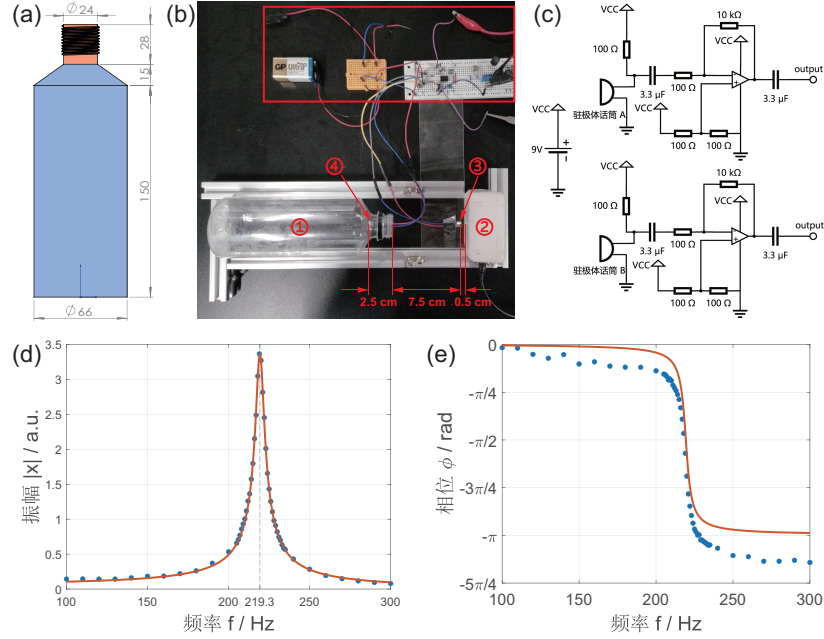 (a)
∅24
28
15
150
∅66
(b)
GP
Ultra
①
②
③
④
2.5 cm
7.5 cm
0.5 cm
(c)
VCC
10 kΩ
100 Ω
VCC
output
3.3 μF
100 Ω
3.3 μF
驻极体话筒 A
VCC
100 Ω
100 Ω
VCC
9V
+
−
VCC
10 kΩ
100 Ω
VCC
output
3.3 μF
100 Ω
3.3 μF
驻极体话筒 B
VCC
100 Ω
100 Ω
(d)
振幅 |x| / a.u.
3.5
3
2.5
2
1.5
1
0.5
0
100
150
200
219.3
250
300
频率 f / Hz
(e)
相位 ϕ / rad
0
-π/4
-π/2
-3π/4
-π
-5π/4
100
150
200
250
300
频率 f / Hz